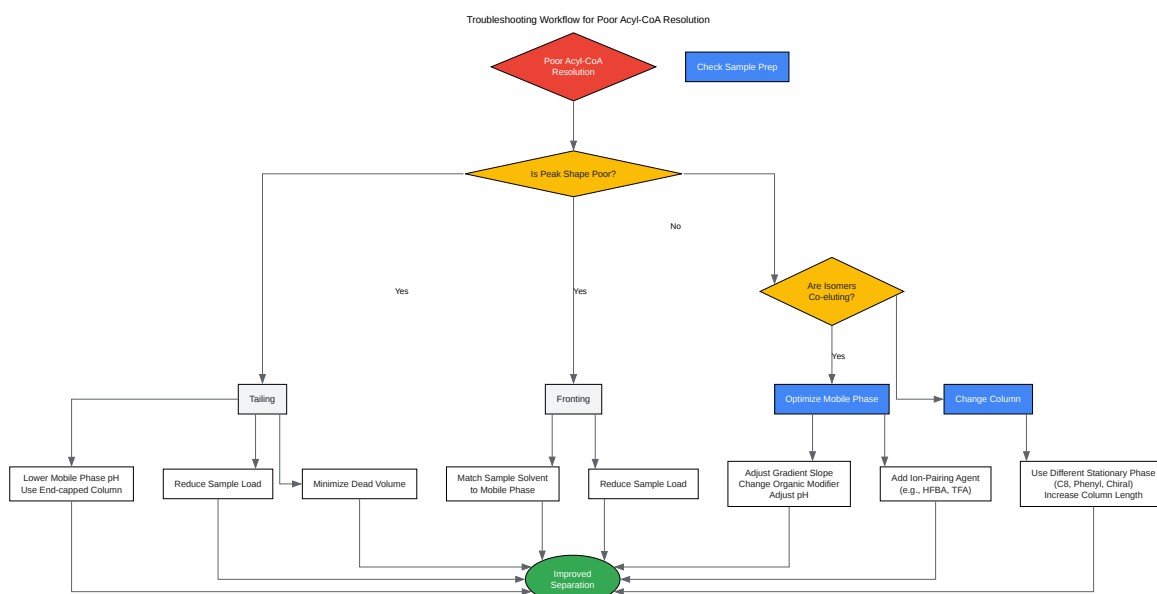 Troubleshooting Workflow for Poor Acyl-CoA Resolution
Poor Acyl-CoA
Resolution
Check Sample Prep
Is Peak Shape Poor?
No
Are Isomers
Co-eluting?
Yes
Yes
Yes
Tailing
Fronting
Optimize Mobile Phase
Change Column
Lower Mobile Phase pH
Use End-capped Column
Reduce Sample Load
Minimize Dead Volume
Match Sample Solvent
to Mobile Phase
Reduce Sample Load
Adjust Gradient Slope
Change Organic Modifier
Adjust pH
Add Ion-Pairing Agent
(e.g., HFBA, TFA)
Use Different Stationary Phase
(C8, Phenyl, Chiral)
Increase Column Length
Improved
Separation